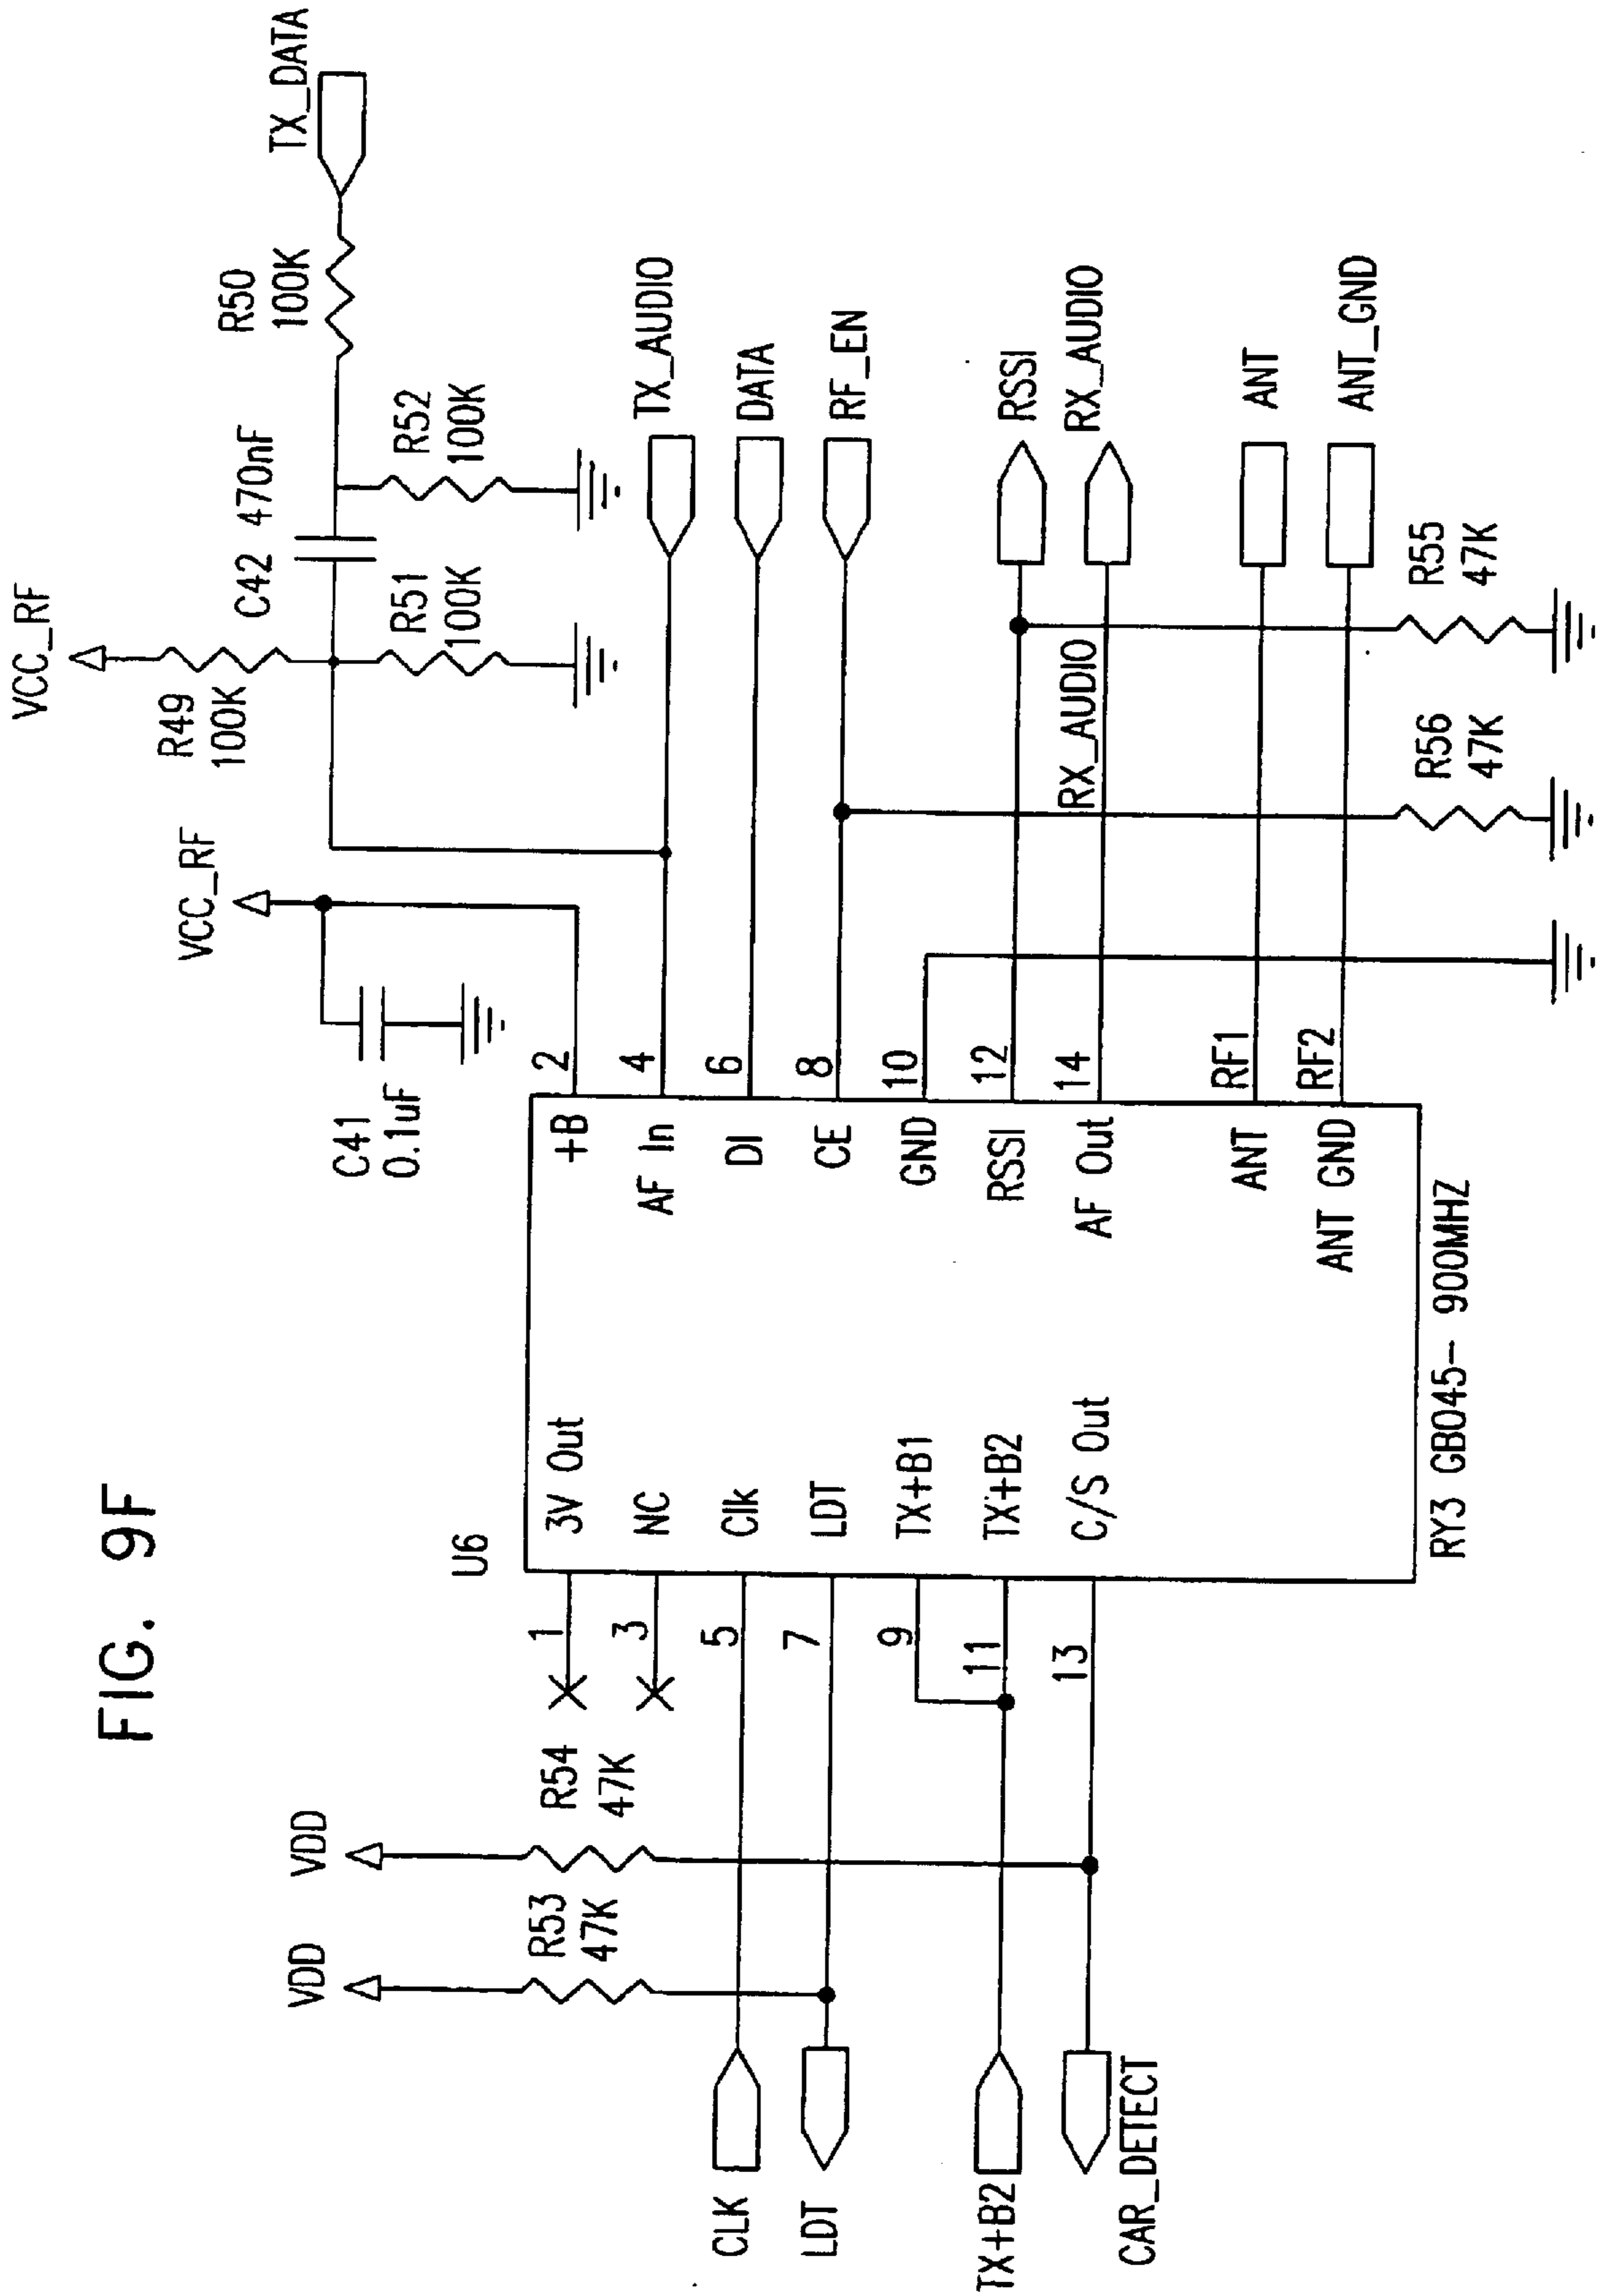 FIG. 9F
VCC_RF
R49
100K
C42 470nF
R51
100K
R52
100K
R50
100K
TX_DATA
VCC_RF
C41
0.1uF
VDD
VDD
R53
47K
R54
47K
U6
1
3V Out
+B
2
3
NC
AF In
4
TX_AUDIO
CLK
5
Clk
DI
6
DATA
LDT
7
LDT
CE
8
RF_EN
9
TX+B1
GND
10
TX+B2
11
TX+B2
RSSI
12
RSSI
CAR_DETECT
13
C/S Out
AF Out
14
RX_AUDIO
RX_AUDIO
ANT
RF1
ANT
ANT GND
RF2
ANT_GND
RY3 GB045- 900MHZ
R56
47K
R55
47K